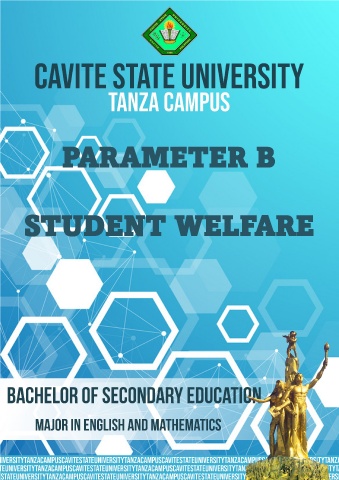 CAVITE STATE UNIVERSITY
TANZA CAMPUS
PARAMETER B
STUDENT WELFARE
BACHELOR OF SECONDARY EDUCATION
MAJOR IN ENGLISH AND MATHEMATICS